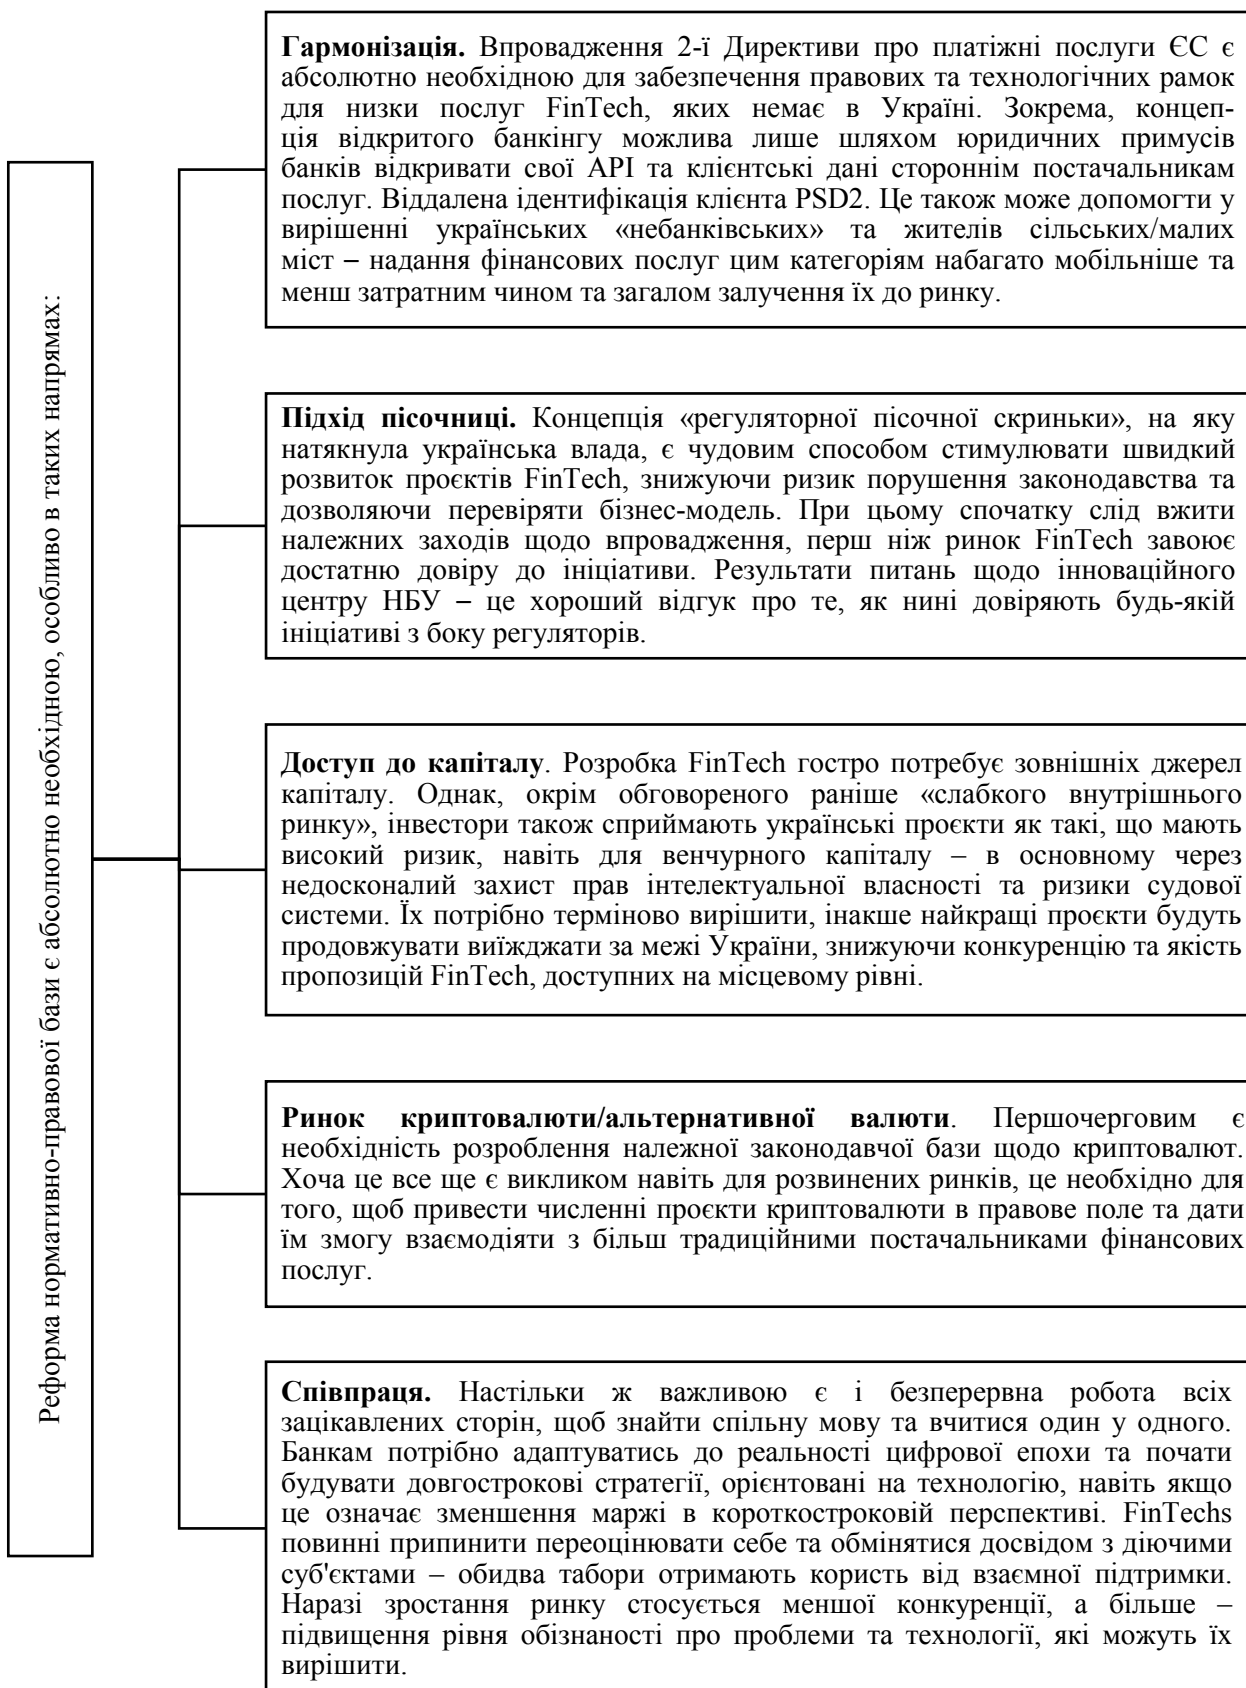 Реформа нормативно-правової бази є абсолютно необхідною, особливо в таких напрямах:
Гармонізація. Впровадження 2-ї Директиви про платіжні послуги ЄС є
абсолютно необхідною для забезпечення правових та технологічних рамок
для низки послуг FinTech, яких немає в Україні. Зокрема, концеп-
ція відкритого банкінгу можлива лише шляхом юридичних примусів
банків відкривати свої API та клієнтські дані стороннім постачальникам
послуг. Віддалена ідентифікація клієнта PSD2. Це також може допомогти у
вирішенні українських «небанківських» та жителів сільських/малих
міст – надання фінансових послуг цим категоріям набагато мобільніше та
менш затратним чином та загалом залучення їх до ринку.
Підхід пісочниці. Концепція «регуляторної пісочної скриньки», на яку
натякнула українська влада, є чудовим способом стимулювати швидкий
розвиток проєктів FinTech, знижуючи ризик порушення законодавства та
дозволяючи перевіряти бізнес-модель. При цьому спочатку слід вжити
належних заходів щодо впровадження, перш ніж ринок FinTech завоює
достатню довіру до ініціативи. Результати питань щодо інноваційного
центру НБУ – це хороший відгук про те, як нині довіряють будь-якій
ініціативі з боку регуляторів.
Доступ до капіталу. Розробка FinTech гостро потребує зовнішніх джерел
капіталу. Однак, окрім обговореного раніше «слабкого внутрішнього
ринку», інвестори також сприймають українські проєкти як такі, що мають
високий ризик, навіть для венчурного капіталу – в основному через
недосконалий захист прав інтелектуальної власності та ризики судової
системи. Їх потрібно терміново вирішити, інакше найкращі проєкти будуть
продовжувати виїжджати за межі України, знижуючи конкуренцію та якість
пропозицій FinTech, доступних на місцевому рівні.
Ринок криптовалюти/альтернативної валюти. Першочерговим є
необхідність розроблення належної законодавчої бази щодо криптовалют.
Хоча це все ще є викликом навіть для розвинених ринків, це необхідно для
того, щоб привести численні проєкти криптовалюти в правове поле та дати
їм змогу взаємодіяти з більш традиційними постачальниками фінансових
послуг.
Співпраця. Настільки ж важливою є і безперервна робота всіх
зацікавлених сторін, щоб знайти спільну мову та вчитися один у одного.
Банкам потрібно адаптуватись до реальності цифрової епохи та почати
будувати довгострокові стратегії, орієнтовані на технологію, навіть якщо
це означає зменшення маржі в короткостроковій перспективі. FinTechs
повинні припинити переоцінювати себе та обмінятися досвідом з діючими
суб'єктами – обидва табори отримають користь від взаємної підтримки.
Наразі зростання ринку стосується меншої конкуренції, а більше –
підвищення рівня обізнаності про проблеми та технології, які можуть їх
вирішити.